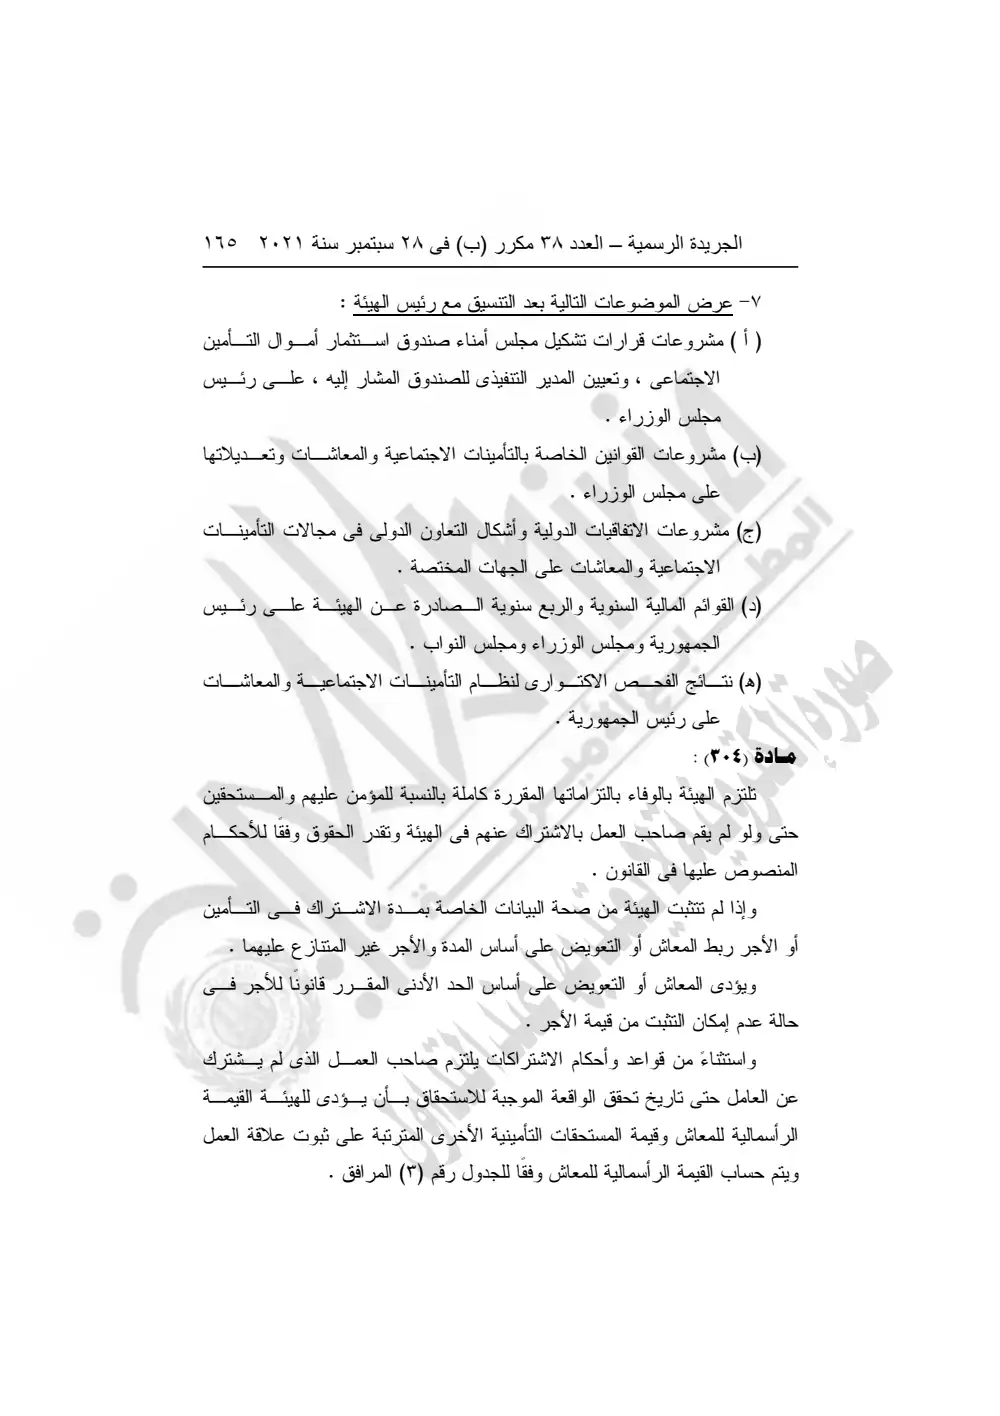 الجريدة الرسمية – العدد ٣٨ مكرر (ب) فى ٢٨ سبتمبر سنة ٢٠٢١ ١٦٥
٧- عرض الموضوعات التالية بعد التنسيق مع رئيس الهيئة :
( أ ) مشروعات قرارات تشكيل مجلس أمناء صندوق استثمار أموال التأمين
الاجتماعى ، وتعيين المدير التنفيذى للصندوق المشار إليه ، على رئيس
مجلس الوزراء .
(ب) مشروعات القوانين الخاصة بالتأمينات الاجتماعية والمعاشات وتعديلاتها
على مجلس الوزراء .
(ج) مشروعات الاتفاقيات الدولية وأشكال التعاون الدولى فى مجالات التأمينات
الاجتماعية والمعاشات على الجهات المختصة .
(د) القوائم المالية السنوية والربع سنوية الصادرة عن الهيئة على رئيس
الجمهورية ومجلس الوزراء ومجلس النواب .
(ه) نتائج الفحص الاكتوارى لنظام التأمينات الاجتماعية والمعاشات
على رئيس الجمهورية .
مادة (٣٠٤) :
تلتزم الهيئة بالوفاء بالتزاماتها المقررة كاملة بالنسبة للمؤمن عليهم والمستحقين
حتى ولو لم يقم صاحب العمل بالاشتراك عنهم فى الهيئة وتقدر الحقوق وفقًا للأحكام
المنصوص عليها فى القانون .
وإذا لم تتثبت الهيئة من صحة البيانات الخاصة بمدة الاشتراك فى التأمين
أو الأجر ربط المعاش أو التعويض على أساس المدة والأجر غير المتنازع عليهما .
ويؤدى المعاش أو التعويض على أساس الحد الأدنى المقرر قانونًا للأجر فى
حالة عدم إمكان التثبت من قيمة الأجر .
واستثناءً من قواعد وأحكام الاشتراكات يلتزم صاحب العمل الذى لم يشترك
عن العامل حتى تاريخ تحقق الواقعة الموجبة للاستحقاق بأن يؤدى للهيئة القيمة
الرأسمالية للمعاش وقيمة المستحقات التأمينية الأخرى المترتبة على ثبوت علاقة العمل
ويتم حساب القيمة الرأسمالية للمعاش وفقًا للجدول رقم (٣) المرافق .